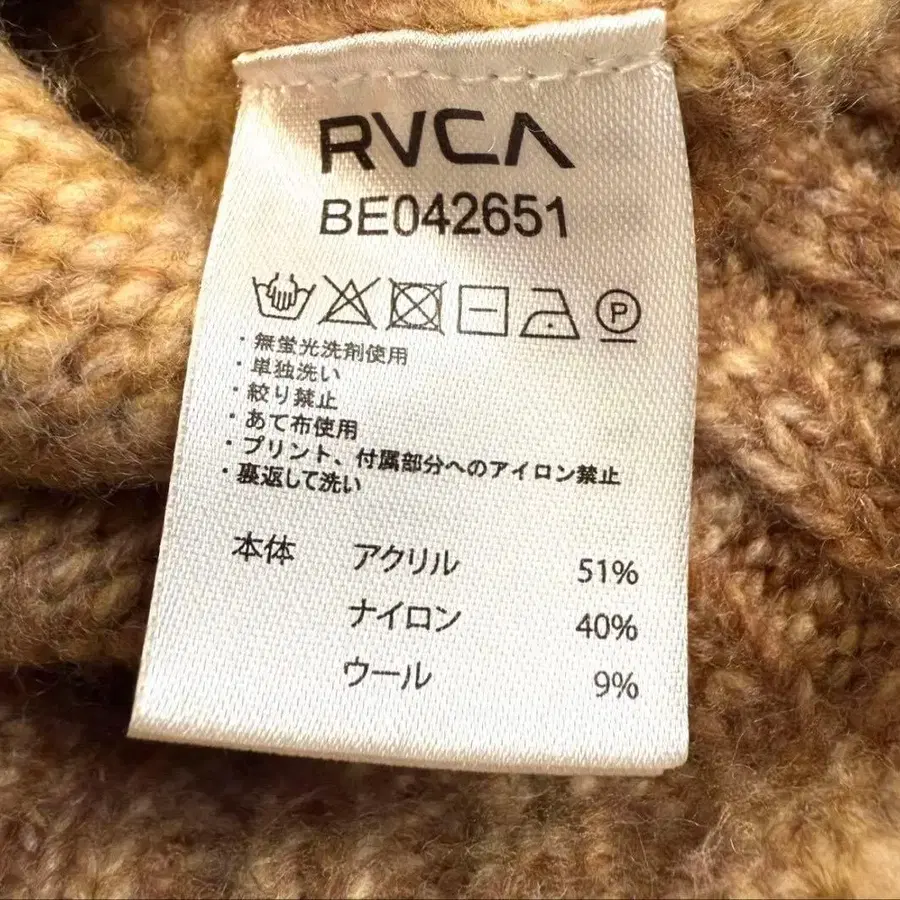 RVCA
BE042651
P
・無蛍光洗剤使用
・単独洗い
・絞り禁止
・あて布使用
・プリント、付属部分へのアイロン禁止
・裏返して洗い
本体 アクリル 51%
ナイロン 40%
ウール 9%